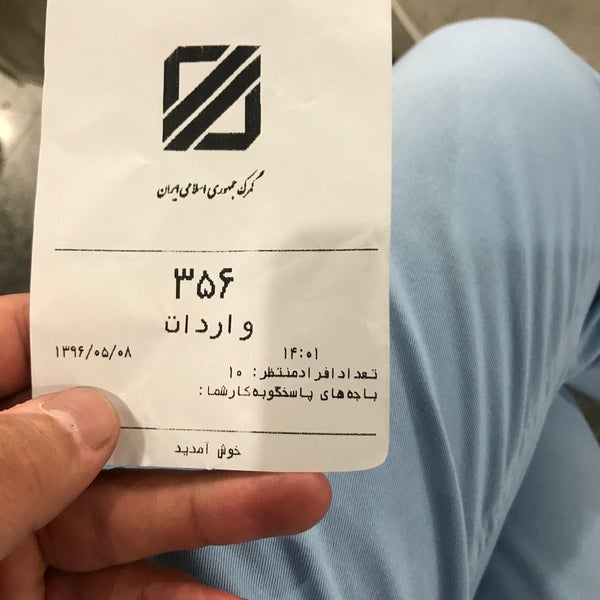 گمرک جمهوری اسلامی ایران
۳۵۶
واردات
۱۳۹۶/۰۵/۰۸ ۱۴:۰۱
تعداد افراد منتظر: ۱۰
باجه های پاسخگو به کار شما:
خوش آمدید